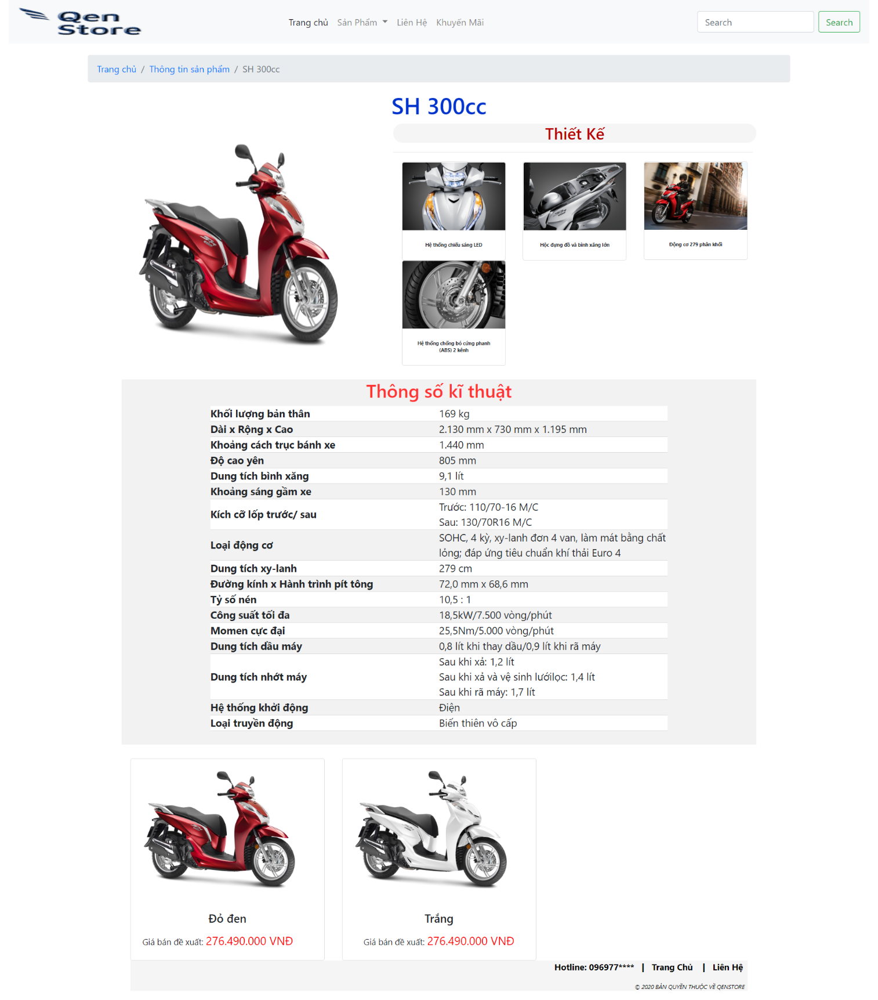 Qen
Store
Trang chủ Sản Phẩm Liên Hệ Khuyến Mãi Search Search
Trang chủ / Thông tin sản phẩm / SH 300cc
SH 300cc
Thiết Kế
Hệ thống chiếu sáng LED
Hộc đựng đồ và bình xăng lớn
Động cơ 279 phân khối
Hệ thống chống bó cứng phanh
(ABS) 2 kênh
Thông số kĩ thuật
Khối lượng bản thân 169 kg
Dài x Rộng x Cao 2.130 mm x 730 mm x 1.195 mm
Khoảng cách trục bánh xe 1.440 mm
Độ cao yên 805 mm
Dung tích bình xăng 9,1 lít
Khoảng sáng gầm xe 130 mm
Kích cỡ lốp trước/ sau Trước: 110/70-16 M/C
Sau: 130/70R16 M/C
Loại động cơ SOHC, 4 kỳ, xy-lanh đơn 4 van, làm mát bằng chất
lỏng; đáp ứng tiêu chuẩn khí thải Euro 4
Dung tích xy-lanh 279 cm
Đường kính x Hành trình pít tông 72,0 mm x 68,6 mm
Tỷ số nén 10,5 : 1
Công suất tối đa 18,5kW/7.500 vòng/phút
Momen cực đại 25,5Nm/5.000 vòng/phút
Dung tích dầu máy 0,8 lít khi thay dầu/0,9 lít khi rã máy
Dung tích nhớt máy Sau khi xả: 1,2 lít
Sau khi xả và vệ sinh lướilọc: 1,4 lít
Sau khi rã máy: 1,7 lít
Hệ thống khởi động Điện
Loại truyền động Biến thiên vô cấp
Đỏ đen
Giá bán đề xuất: 276.490.000 VNĐ
Trắng
Giá bán đề xuất: 276.490.000 VNĐ
Hotline: 096977**** | Trang Chủ | Liên Hệ
© 2020 BẢN QUYỀN THUỘC VỀ QENSTORE